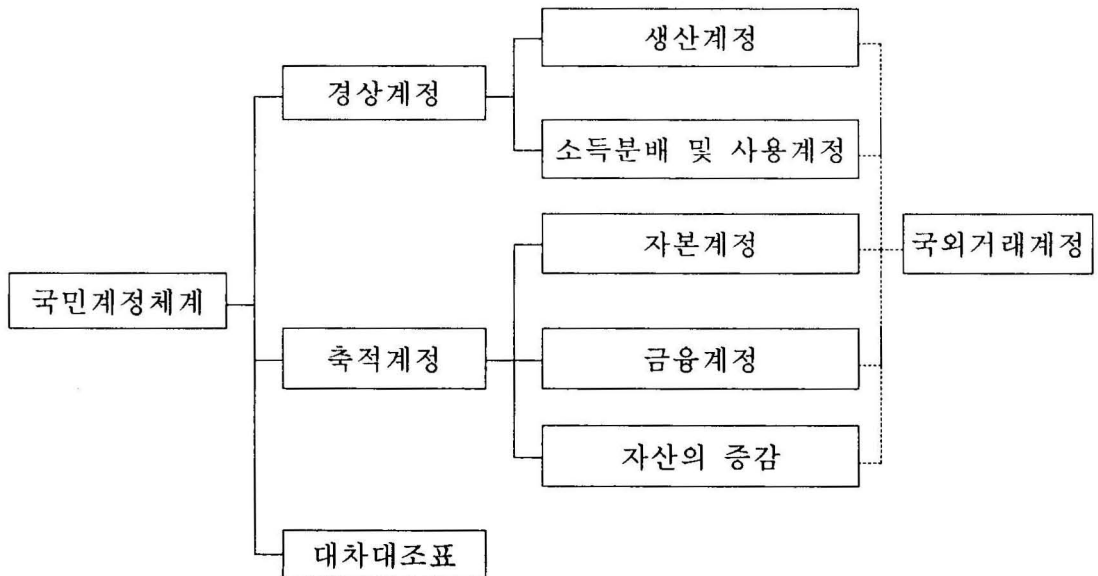 생산계정
경상계정
소득분배 및 사용계정
자본계정
국외거래계정
국민계정체계
축적계정
금융계정
자산의 증감
대차대조표